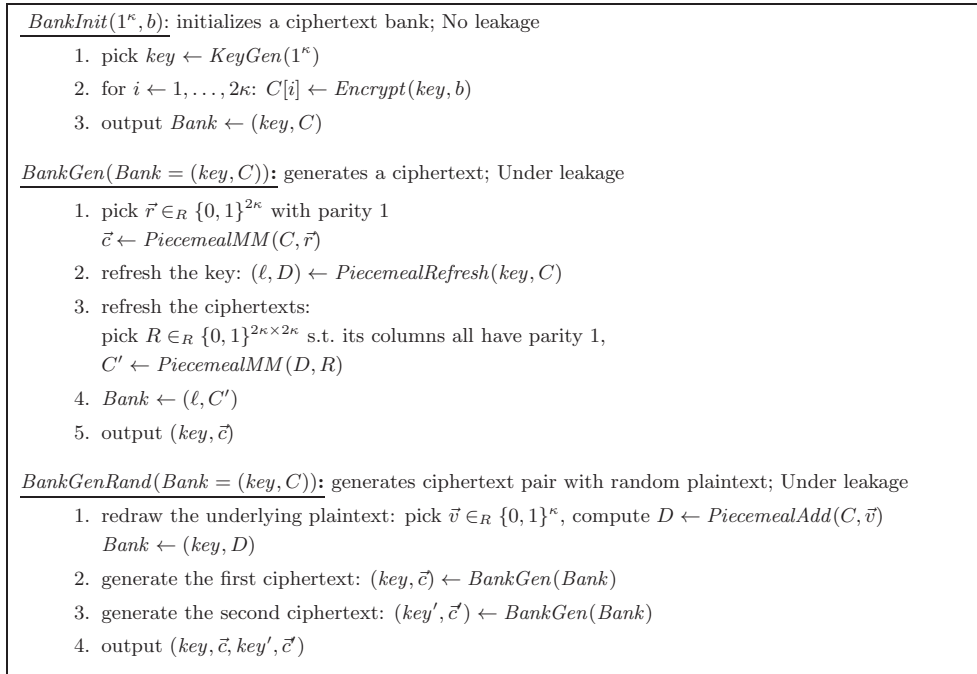 BankInit(1^κ, b): initializes a ciphertext bank; No leakage
1. pick key ← KeyGen(1^κ)
2. for i ← 1, . . . , 2κ: C[i] ← Encrypt(key, b)
3. output Bank ← (key, C)
BankGen(Bank = (key, C)): generates a ciphertext; Under leakage
1. pick r⃗ ∈_R {0, 1}^{2κ} with parity 1
c⃗ ← PiecemealMM(C, r⃗)
2. refresh the key: (ℓ, D) ← PiecemealRefresh(key, C)
3. refresh the ciphertexts:
pick R ∈_R {0, 1}^{2κ×2κ} s.t. its columns all have parity 1,
C′ ← PiecemealMM(D, R)
4. Bank ← (ℓ, C′)
5. output (key, c⃗)
BankGenRand(Bank = (key, C)): generates ciphertext pair with random plaintext; Under leakage
1. redraw the underlying plaintext: pick v⃗ ∈_R {0, 1}^κ, compute D ← PiecemealAdd(C, v⃗)
Bank ← (key, D)
2. generate the first ciphertext: (key, c⃗) ← BankGen(Bank)
3. generate the second ciphertext: (key′, c⃗′) ← BankGen(Bank)
4. output (key, c⃗, key′, c⃗′)